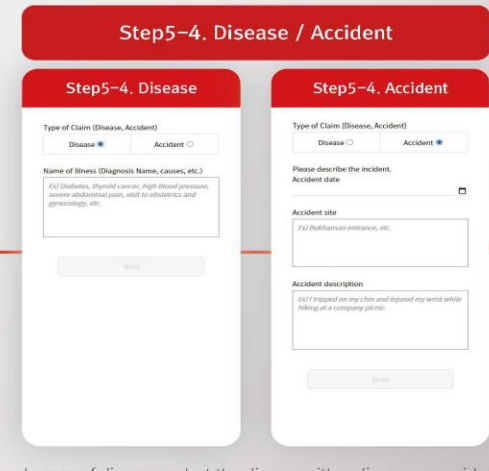 Step5-4. Disease / Accident
Step5-4. Disease
Type of Claim (Disease, Accident)
Disease
Accident
Name of Illness (Diagnosis Name, causes, etc.)
Ex) Diabetes, thyroid cancer, high blood pressure,
severe abdominal pain, visit to obstetrics and
gynecology, etc.
Next
Step5-4. Accident
Type of Claim (Disease, Accident)
Disease
Accident
Please describe the incident.
Accident date
Accident site
Ex) Bukhansan entrance, etc.
Accident description
Ex) I tripped on my chin and injured my wrist while
hiking at a company picnic.
Next